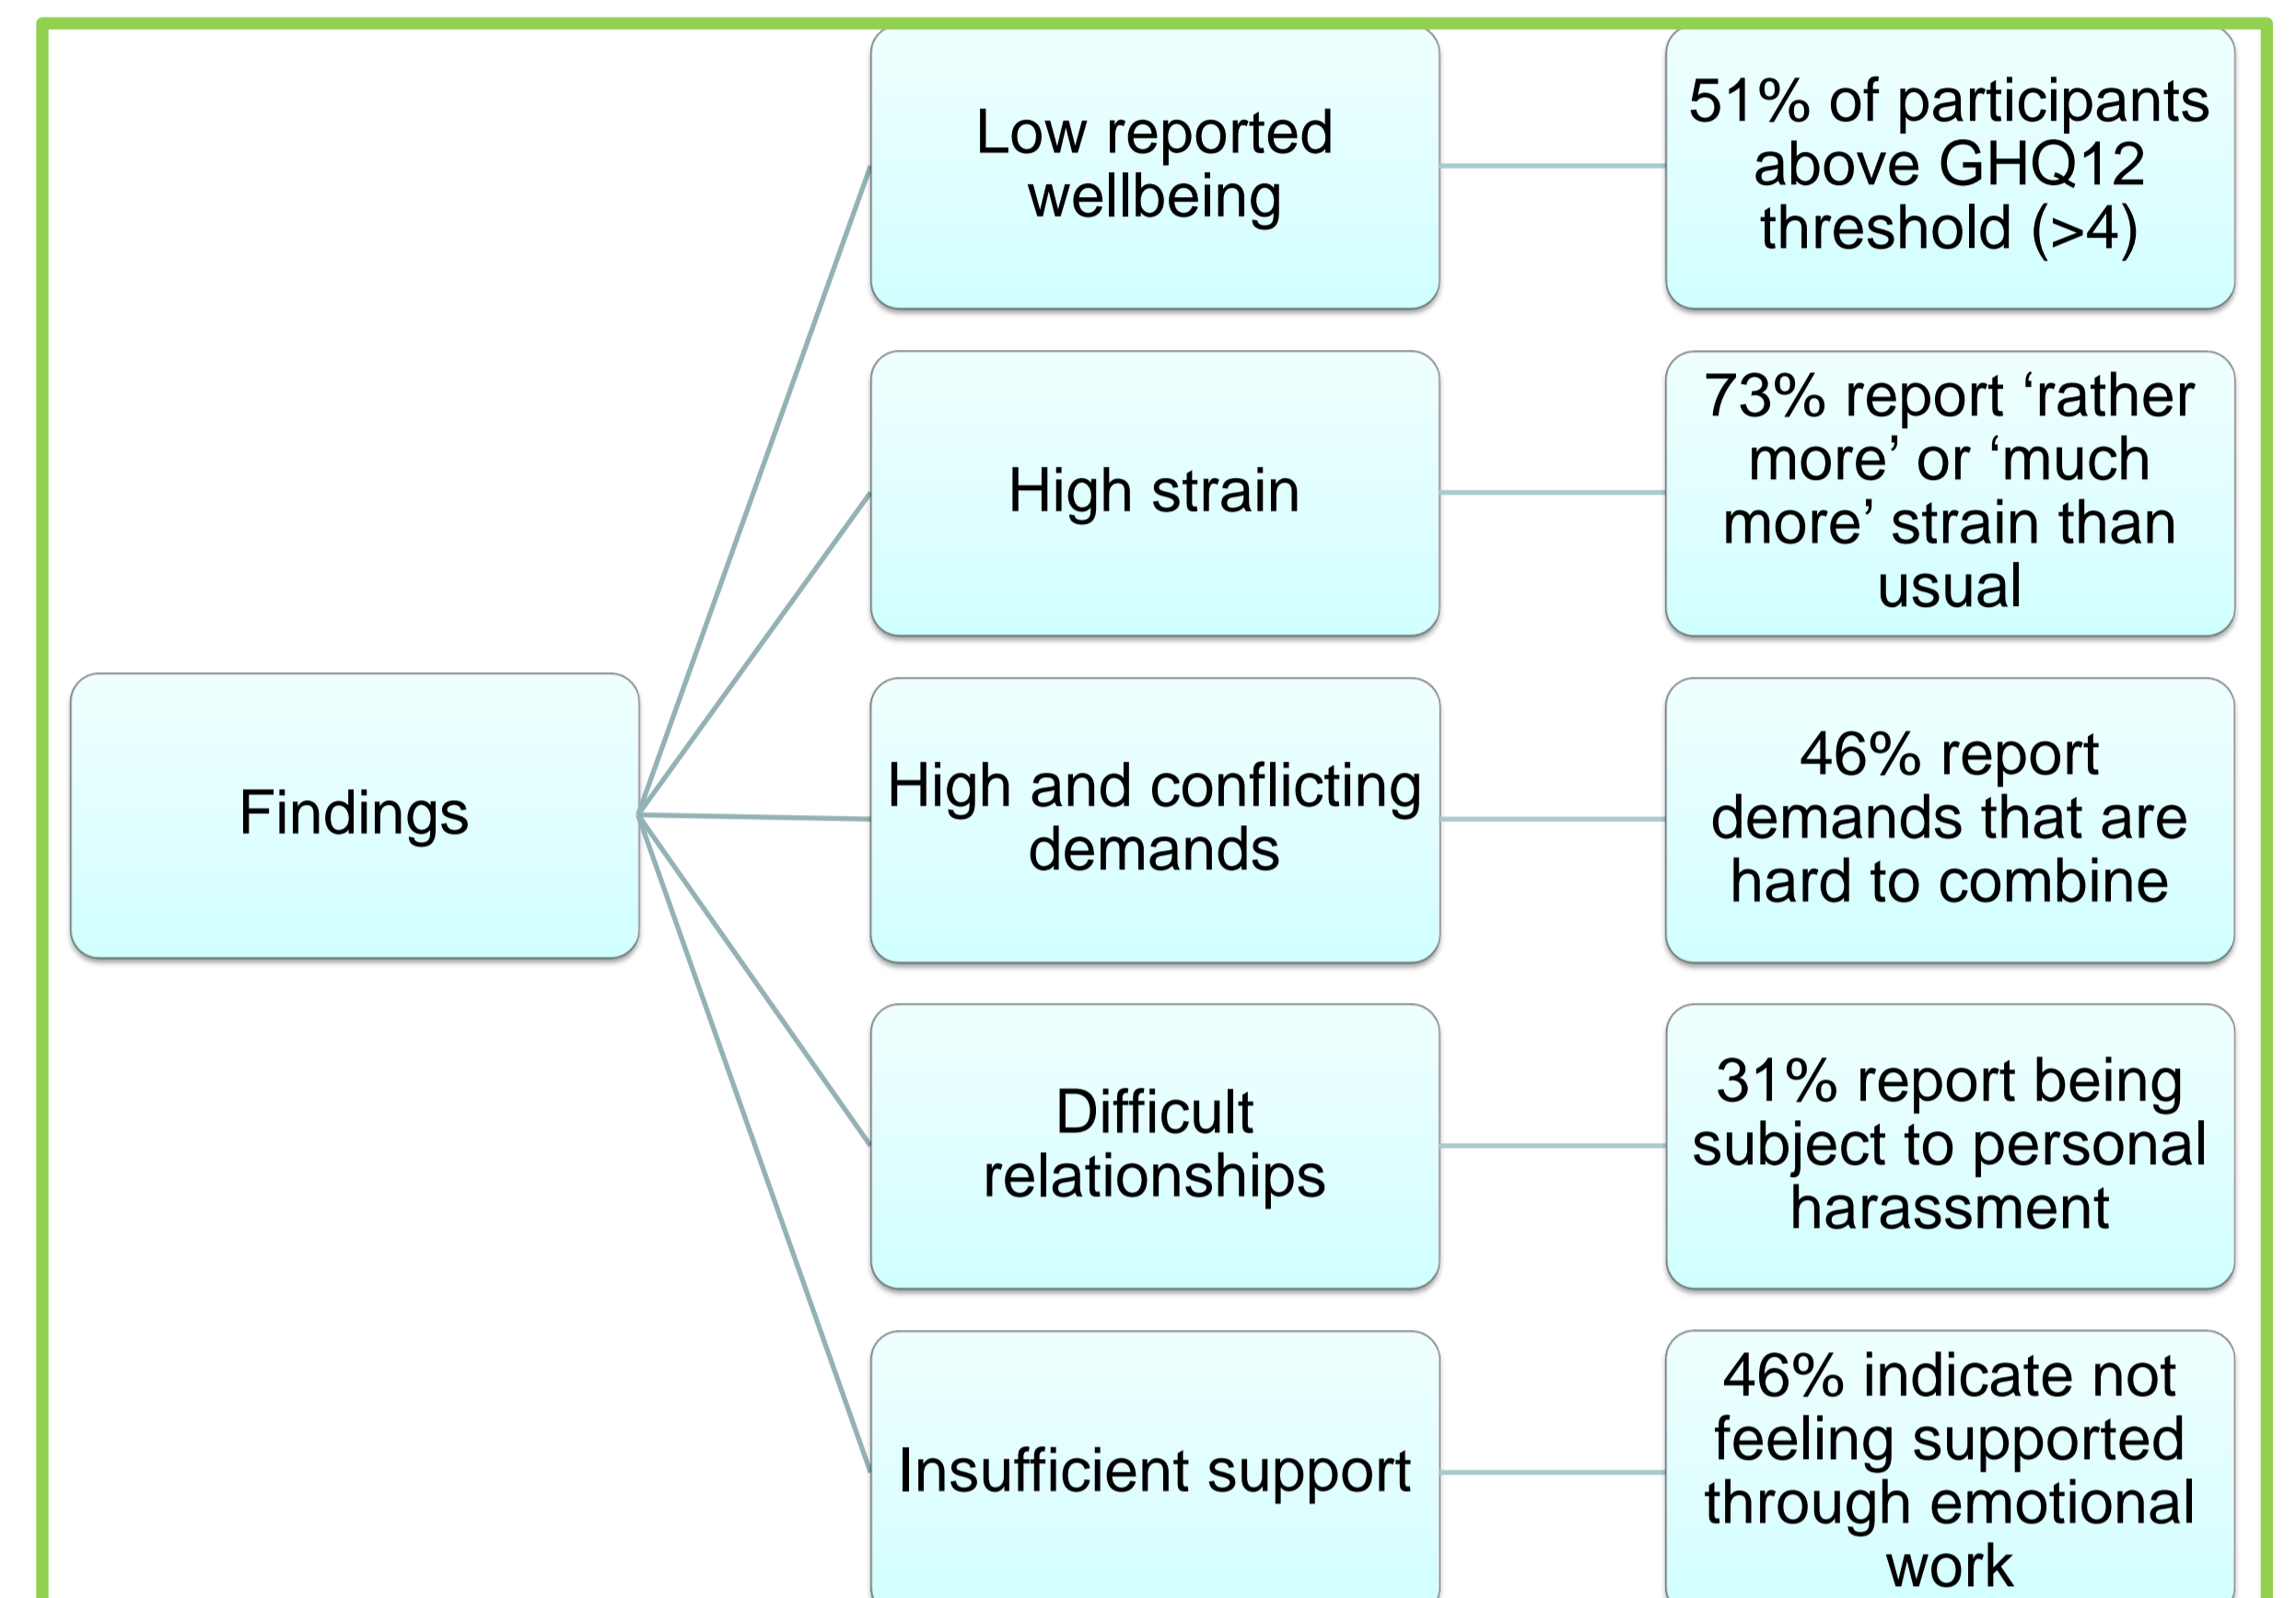 Findings
Low reported
wellbeing
51% of participants
above GHQ12
threshold (>4)
High strain
73% report ‘rather
more’ or ‘much
more’ strain than
usual
High and conflicting
demands
46% report
demands that are
hard to combine
Difficult
relationships
31% report being
subject to personal
harassment
Insufficient support
46% indicate not
feeling supported
through emotional
work